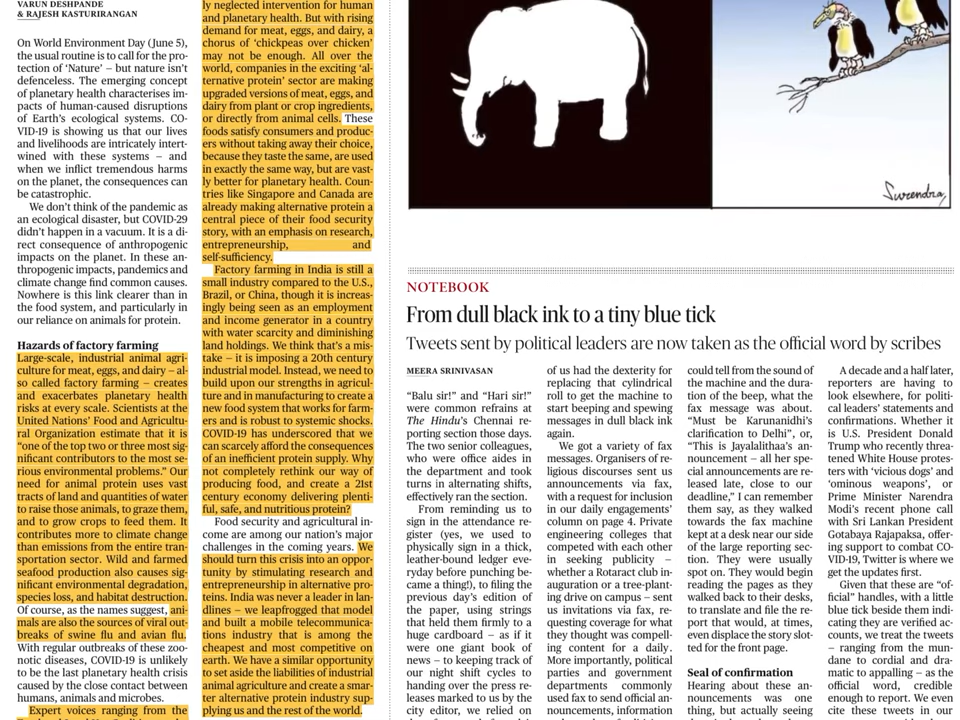 VARUN DESHPANDE
& RAJESH KASTURIRANGAN
On World Environment Day (June 5),
the usual routine is to call for the pro-
tection of ‘Nature’ – but nature isn’t
defenceless. The emerging concept
of planetary health characterises im-
pacts of human-caused disruptions
of Earth’s ecological systems. CO-
VID-19 is showing us that our lives
and livelihoods are intricately intert-
wined with these systems – and
when we inflict tremendous harms
on the planet, the consequences can
be catastrophic.
We don’t think of the pandemic as
an ecological disaster, but COVID-29
didn’t happen in a vacuum. It is a di-
rect consequence of anthropogenic
impacts on the planet. In these an-
thropogenic impacts, pandemics and
climate change find common causes.
Nowhere is this link clearer than in
the food system, and particularly in
our reliance on animals for protein.
Hazards of factory farming
Large-scale, industrial animal agri-
culture for meat, eggs, and dairy – al-
so called factory farming – creates
and exacerbates planetary health
risks at every scale. Scientists at the
United Nations’ Food and Agricultu-
ral Organization estimate that it is
“one of the top two or three most sig-
nificant contributors to the most se-
rious environmental problems.” Our
need for animal protein uses vast
tracts of land and quantities of water
to raise those animals, to graze them,
and to grow crops to feed them. It
contributes more to climate change
than emissions from the entire tran-
sportation sector. Wild and farmed
seafood production also causes sig-
nificant environmental degradation,
species loss, and habitat destruction.
Of course, as the names suggest, ani-
mals are also the sources of viral out-
breaks of swine flu and avian flu.
With regular outbreaks of these zoo-
notic diseases, COVID-19 is unlikely
to be the last planetary health crisis
caused by the close contact between
humans, animals and microbes.
Expert voices ranging from the
ly neglected intervention for human
and planetary health. But with rising
demand for meat, eggs, and dairy, a
chorus of ‘chickpeas over chicken’
may not be enough. All over the
world, companies in the exciting ‘al-
ternative protein’ sector are making
upgraded versions of meat, eggs, and
dairy from plant or crop ingredients,
or directly from animal cells. These
foods satisfy consumers and produc-
ers without taking away their choice,
because they taste the same, are used
in exactly the same way, but are vast-
ly better for planetary health. Coun-
tries like Singapore and Canada are
already making alternative protein a
central piece of their food security
story, with an emphasis on research,
entrepreneurship, and
self-sufficiency.
Factory farming in India is still a
small industry compared to the U.S.,
Brazil, or China, though it is increas-
ingly being seen as an employment
and income generator in a country
with water scarcity and diminishing
land holdings. We think that’s a mis-
take – it is imposing a 20th century
industrial model. Instead, we need to
build upon our strengths in agricul-
ture and in manufacturing to create a
new food system that works for farm-
ers and is robust to systemic shocks.
COVID-19 has underscored that we
can scarcely afford the consequences
of an inefficient protein supply. Why
not completely rethink our way of
producing food, and create a 21st
century economy delivering plenti-
ful, safe, and nutritious protein?
Food security and agricultural in-
come are among our nation’s major
challenges in the coming years. We
should turn this crisis into an oppor-
tunity by stimulating research and
entrepreneurship in alternative pro-
teins. India was never a leader in lan-
dlines – we leapfrogged that model
and built a mobile telecommunica-
tions industry that is among the
cheapest and most competitive on
earth. We have a similar opportunity
to set aside the liabilities of industrial
animal agriculture and create a smar-
ter alternative protein industry sup-
plying us and the rest of the world.
Surendra
NOTEBOOK
From dull black ink to a tiny blue tick
Tweets sent by political leaders are now taken as the official word by scribes
MEERA SRINIVASAN
“Balu sir!” and “Hari sir!”
were common refrains at
The Hindu’s Chennai re-
porting section those days.
The two senior colleagues,
who were office aides in
the department and took
turns in alternating shifts,
effectively ran the section.
From reminding us to
sign in the attendance re-
gister (yes, we used to
physically sign in a thick,
leather-bound ledger eve-
ryday before punching be-
came a thing!), to filing the
previous day’s edition of
the paper, using strings
that held them firmly to a
huge cardboard – as if it
were one giant book of
news – to keeping track of
our night shift cycles to
handing over the press re-
leases marked to us by the
city editor, we relied on
of us had the dexterity for
replacing that cylindrical
roll to get the machine to
start beeping and spewing
messages in dull black ink
again.
We got a variety of fax
messages. Organisers of re-
ligious discourses sent us
announcements via fax,
with a request for inclusion
in our daily engagements’
column on page 4. Private
engineering colleges that
competed with each other
in seeking publicity –
whether a Rotaract club in-
auguration or a tree-plant-
ing drive on campus – sent
us invitations via fax, re-
questing coverage for what
they thought was compell-
ing content for a daily.
More importantly, political
parties and government
departments commonly
used fax to send official an-
nouncements, information
could tell from the sound of
the machine and the dura-
tion of the beep, what the
fax message was about.
“Must be Karunanidhi’s
clarification to Delhi”, or,
“This is Jayalalithaa’s an-
nouncement – all her spe-
cial announcements are
released late, close to our
deadline,” I can remember
them say, as they walked
towards the fax machine
kept at a desk near our side
of the large reporting sec-
tion. They were usually
spot on. They would begin
reading the pages as they
walked back to their desks,
to translate and file the re-
port that would, at times,
even displace the story slot-
ted for the front page.
Seal of confirmation
Hearing about these an-
nouncements was one
thing, but actually seeing
A decade and a half later,
reporters are having to
look elsewhere, for politi-
cal leaders’ statements and
confirmations. Whether it
is U.S. President Donald
Trump who recently threa-
tened White House protes-
ters with ‘vicious dogs’ and
‘ominous weapons’, or
Prime Minister Narendra
Modi’s recent phone call
with Sri Lankan President
Gotabaya Rajapaksa, offer-
ing support to combat CO-
VID-19, Twitter is where we
get the updates first.
Given that these are “of-
ficial” handles, with a little
blue tick beside them indi-
cating they are verified ac-
counts, we treat the tweets
– ranging from the mun-
dane to cordial and dra-
matic to appalling – as the
official word, credible
enough to report. We even
cite these tweets in our